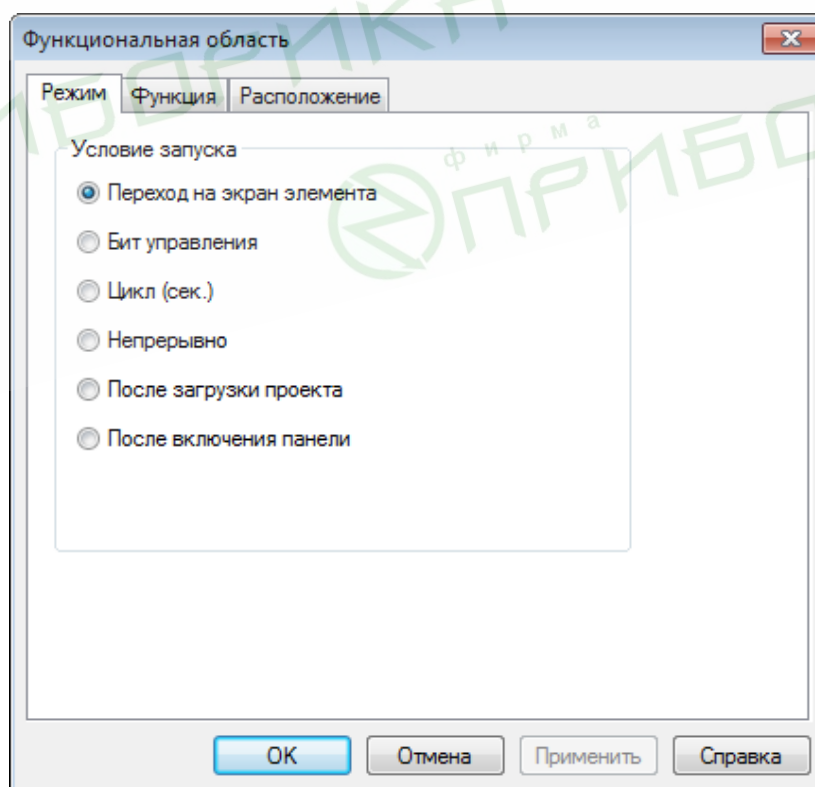 Функциональная область
Режим Функция Расположение
Условие запуска
Переход на экран элемента
Бит управления
Цикл (сек.)
Непрерывно
После загрузки проекта
После включения панели
OK Отмена Применить Справка
фирма